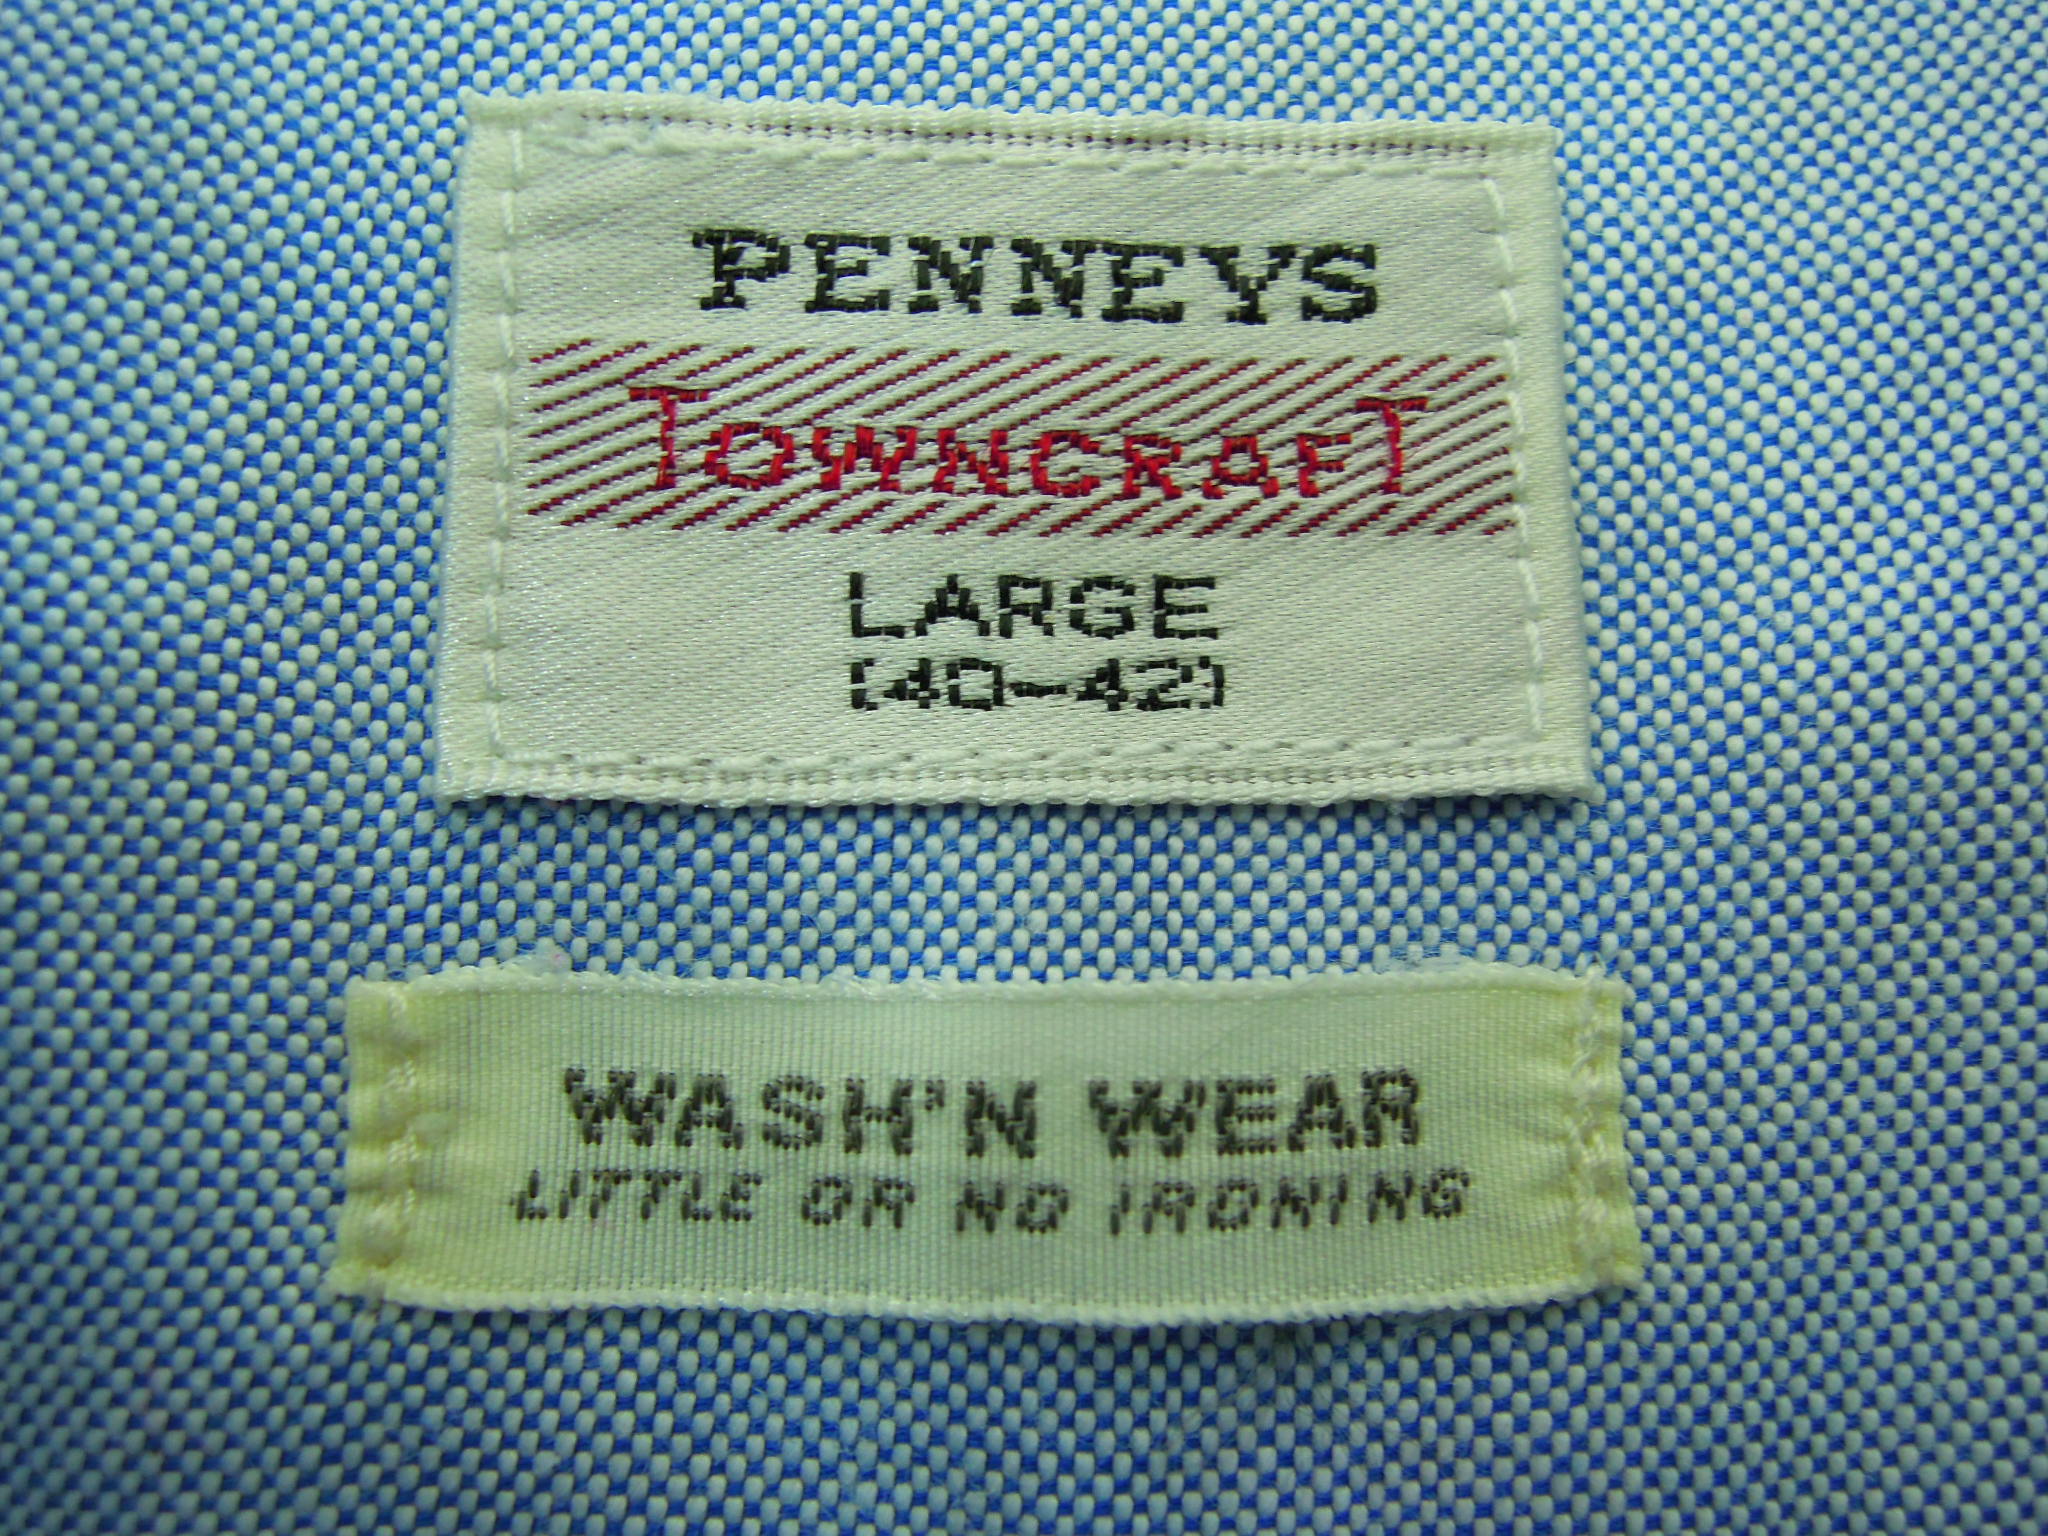 PENNEYS
TOWNCRAFT
LARGE
(40-42)
WASH'N WEAR
LITTLE OR NO IRONING